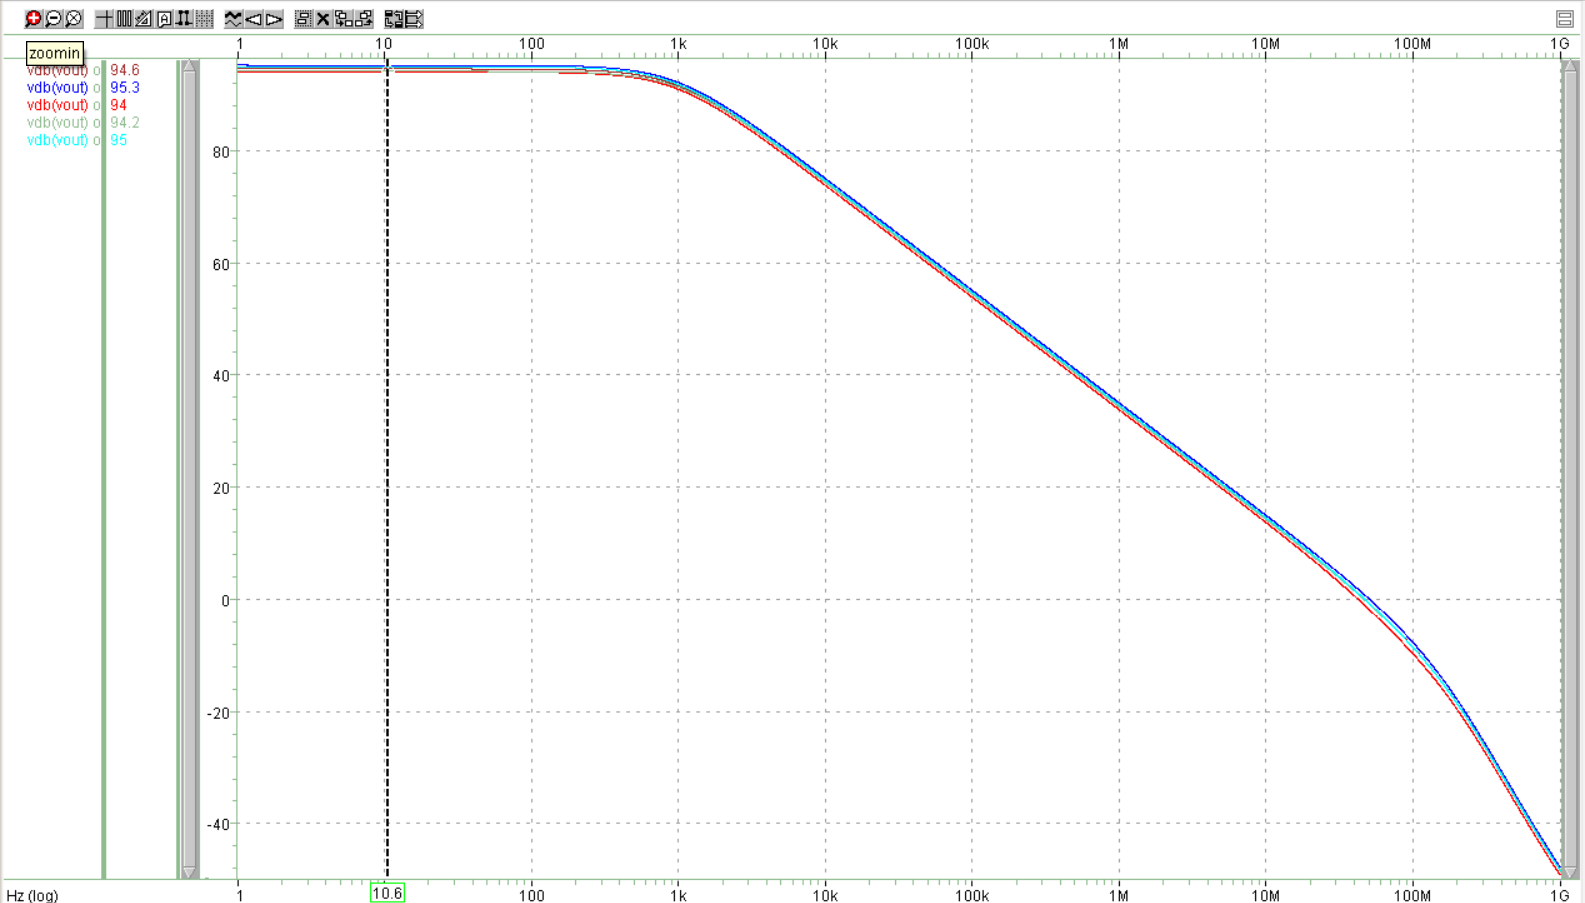 zoomin
1 10 100 1k 10k 100k 1M 10M 100M 1G
vdb(vout) o 94.6
vdb(vout) o 95.3
vdb(vout) o 94
vdb(vout) o 94.2
vdb(vout) o 95
80
60
40
20
0
-20
-40
Hz (log) 1 10.6 100 1k 10k 100k 1M 10M 100M 1G